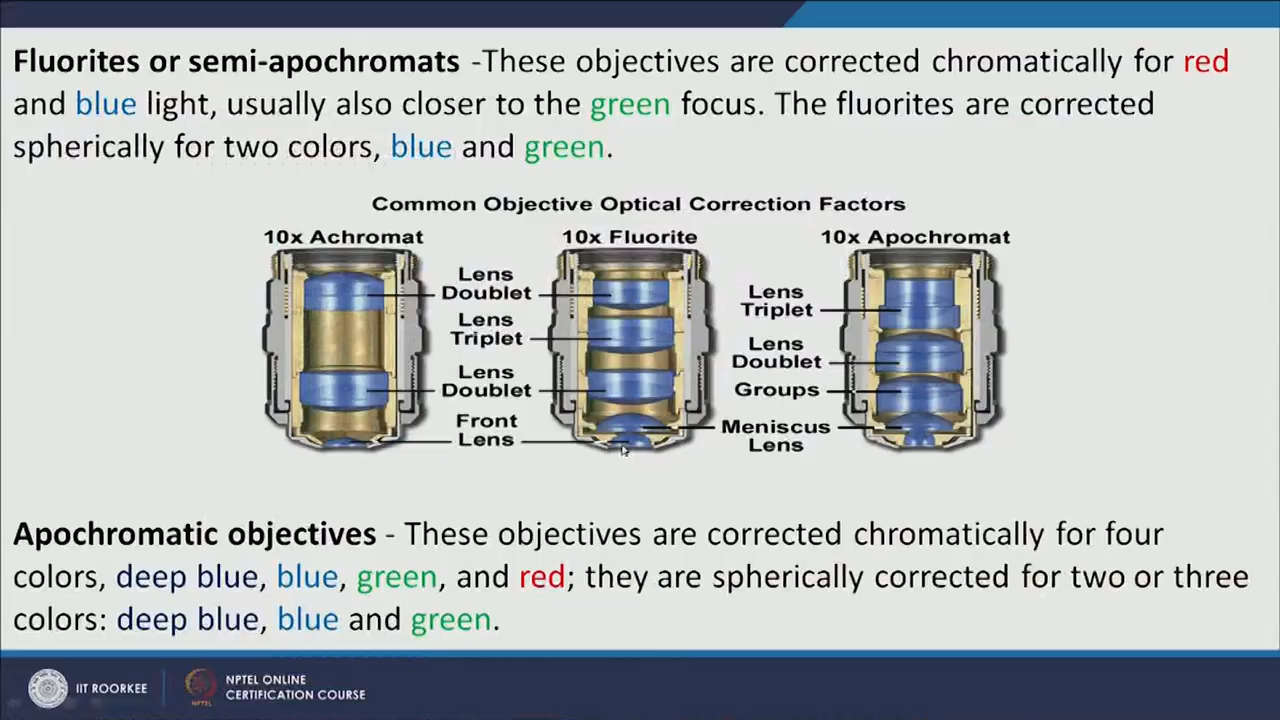 Fluorites or semi-apochromats -These objectives are corrected chromatically for red
and blue light, usually also closer to the green focus. The fluorites are corrected
spherically for two colors, blue and green.
Common Objective Optical Correction Factors
10x Achromat
10x Fluorite
10x Apochromat
Lens
Doublet
Lens
Triplet
Lens
Doublet
Front
Lens
Lens
Triplet
Lens
Doublet
Groups
Meniscus
Lens
Apochromatic objectives - These objectives are corrected chromatically for four
colors, deep blue, blue, green, and red; they are spherically corrected for two or three
colors: deep blue, blue and green.
IIT ROORKEE
NPTEL
NPTEL ONLINE
CERTIFICATION COURSE